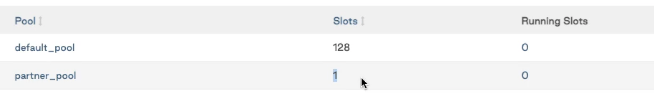 Pool Slots Running Slots
default_pool 128 0
partner_pool 1 0